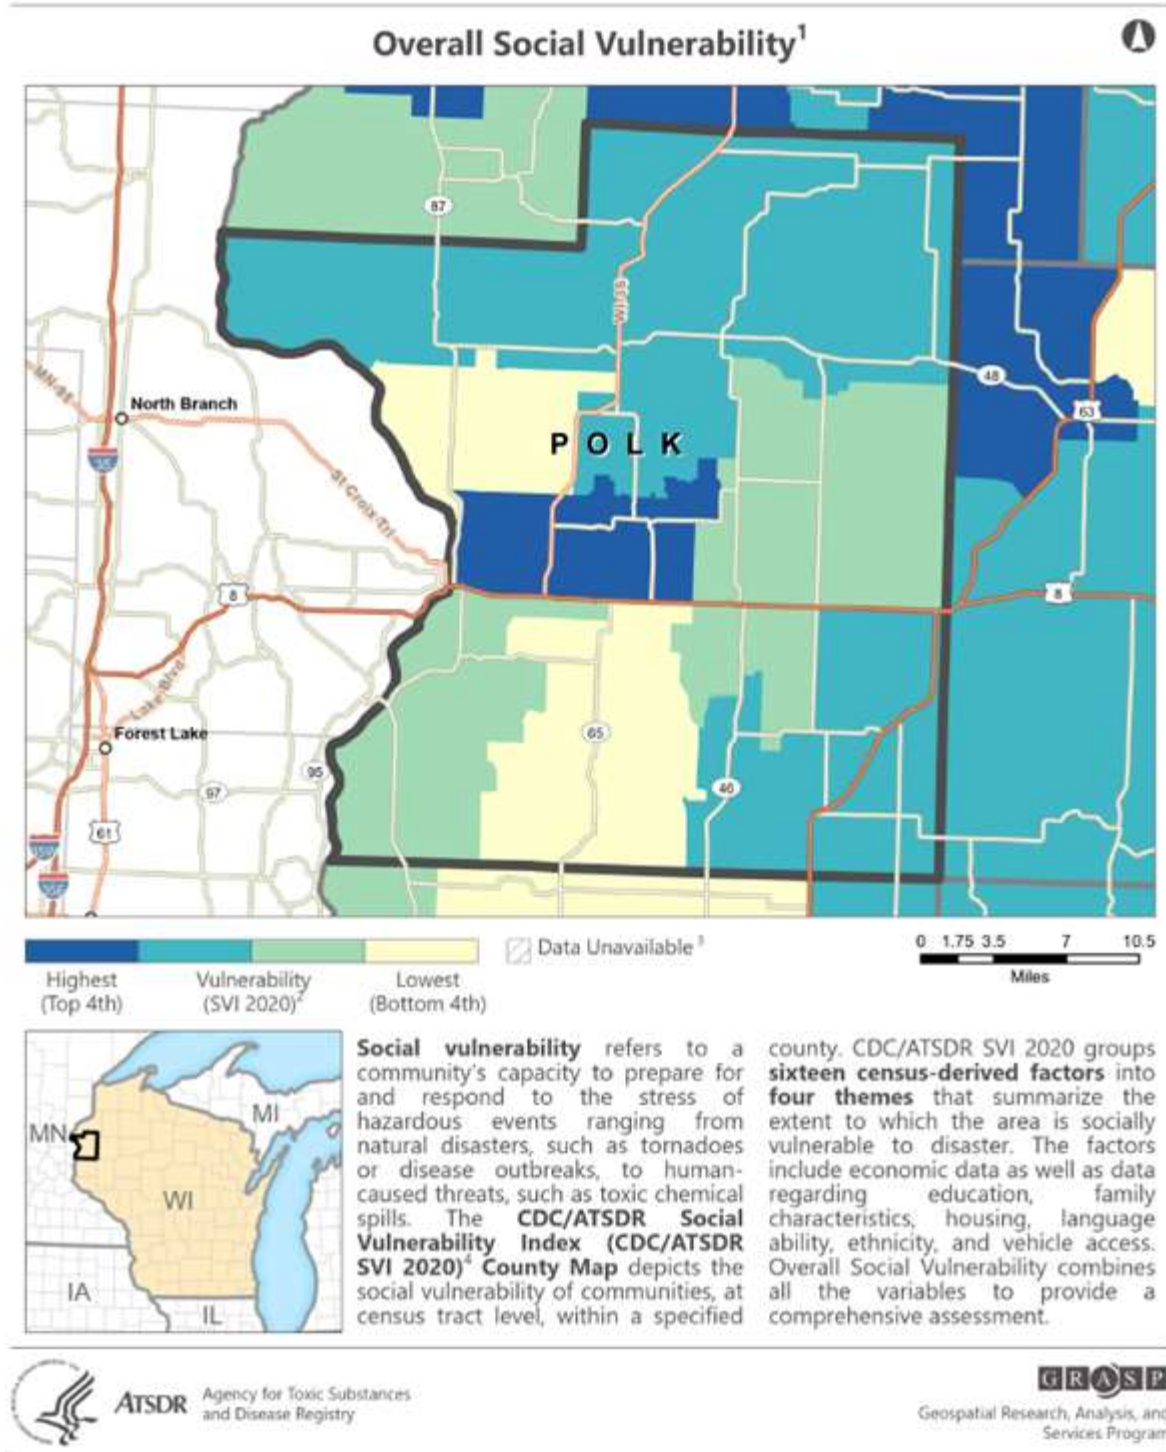 Overall Social Vulnerability¹
87
WI-35
48
63
MN-95
North Branch
35
POLK
St Croix Trl
8
8
Lake Blvd
Forest Lake
65
95
97
46
61
35W
35E
Data Unavailable ³
0 1.75 3.5 7 10.5
Miles
Highest
(Top 4th)
Vulnerability
(SVI 2020)²
Lowest
(Bottom 4th)
MN
MI
WI
IA
IL
Social vulnerability refers to a
community's capacity to prepare for
and respond to the stress of
hazardous events ranging from
natural disasters, such as tornadoes
or disease outbreaks, to human-
caused threats, such as toxic chemical
spills. The CDC/ATSDR Social
Vulnerability Index (CDC/ATSDR
SVI 2020)⁴ County Map depicts the
social vulnerability of communities, at
census tract level, within a specified
county. CDC/ATSDR SVI 2020 groups
sixteen census-derived factors into
four themes that summarize the
extent to which the area is socially
vulnerable to disaster. The factors
include economic data as well as data
regarding education, family
characteristics, housing, language
ability, ethnicity, and vehicle access.
Overall Social Vulnerability combines
all the variables to provide a
comprehensive assessment.
ATSDR
Agency for Toxic Substances
and Disease Registry
GRASP
Geospatial Research, Analysis, and
Services Program